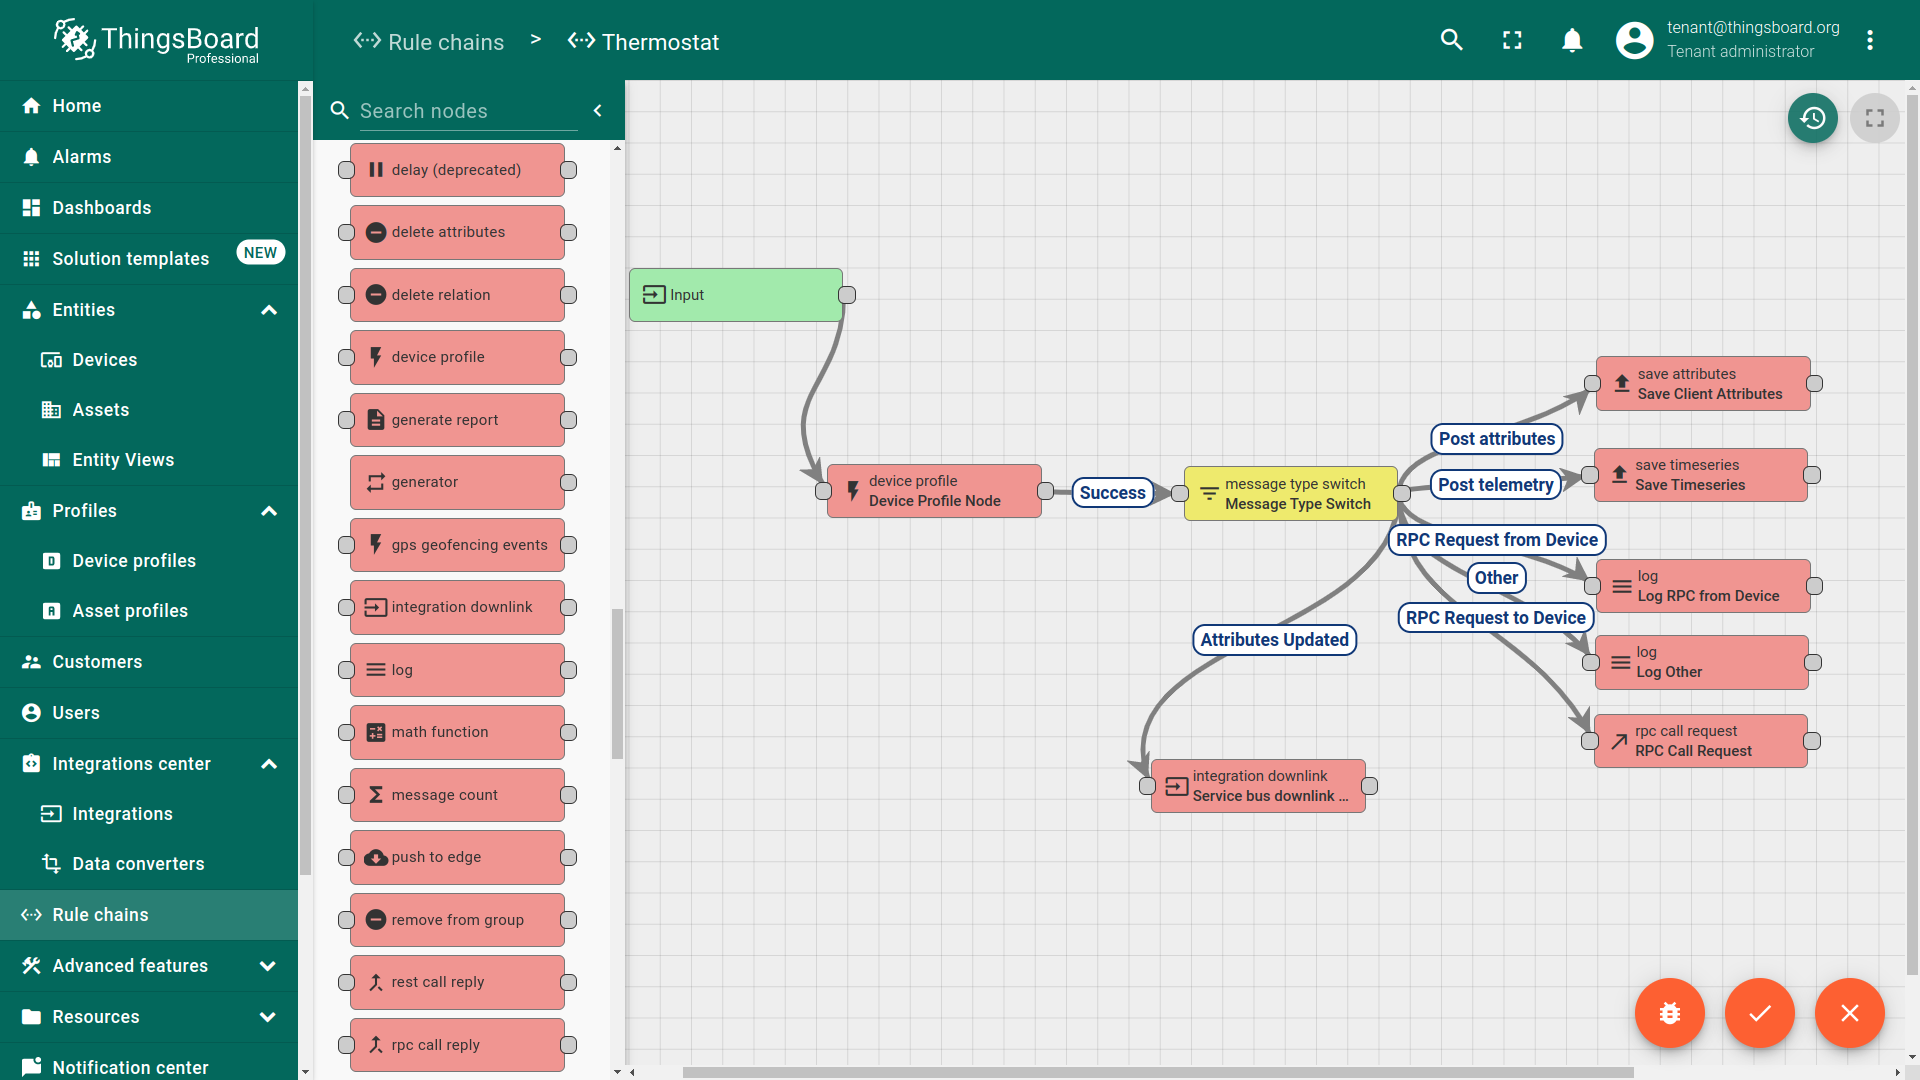 ThingsBoard
Professional
Rule chains > Thermostat
tenant@thingsboard.org
Tenant administrator
Home
Alarms
Dashboards
Solution templates NEW
Entities
Devices
Assets
Entity Views
Profiles
Device profiles
Asset profiles
Customers
Users
Integrations center
Integrations
Data converters
Rule chains
Advanced features
Resources
Notification center
Search nodes
delay (deprecated)
delete attributes
delete relation
device profile
generate report
generator
gps geofencing events
integration downlink
log
math function
message count
push to edge
remove from group
rest call reply
rpc call reply
Input
device profile
Device Profile Node
Success
message type switch
Message Type Switch
Post attributes
Post telemetry
RPC Request from Device
Other
RPC Request to Device
Attributes Updated
save attributes
Save Client Attributes
save timeseries
Save Timeseries
log
Log RPC from Device
log
Log Other
rpc call request
RPC Call Request
integration downlink
Service bus downlink ...